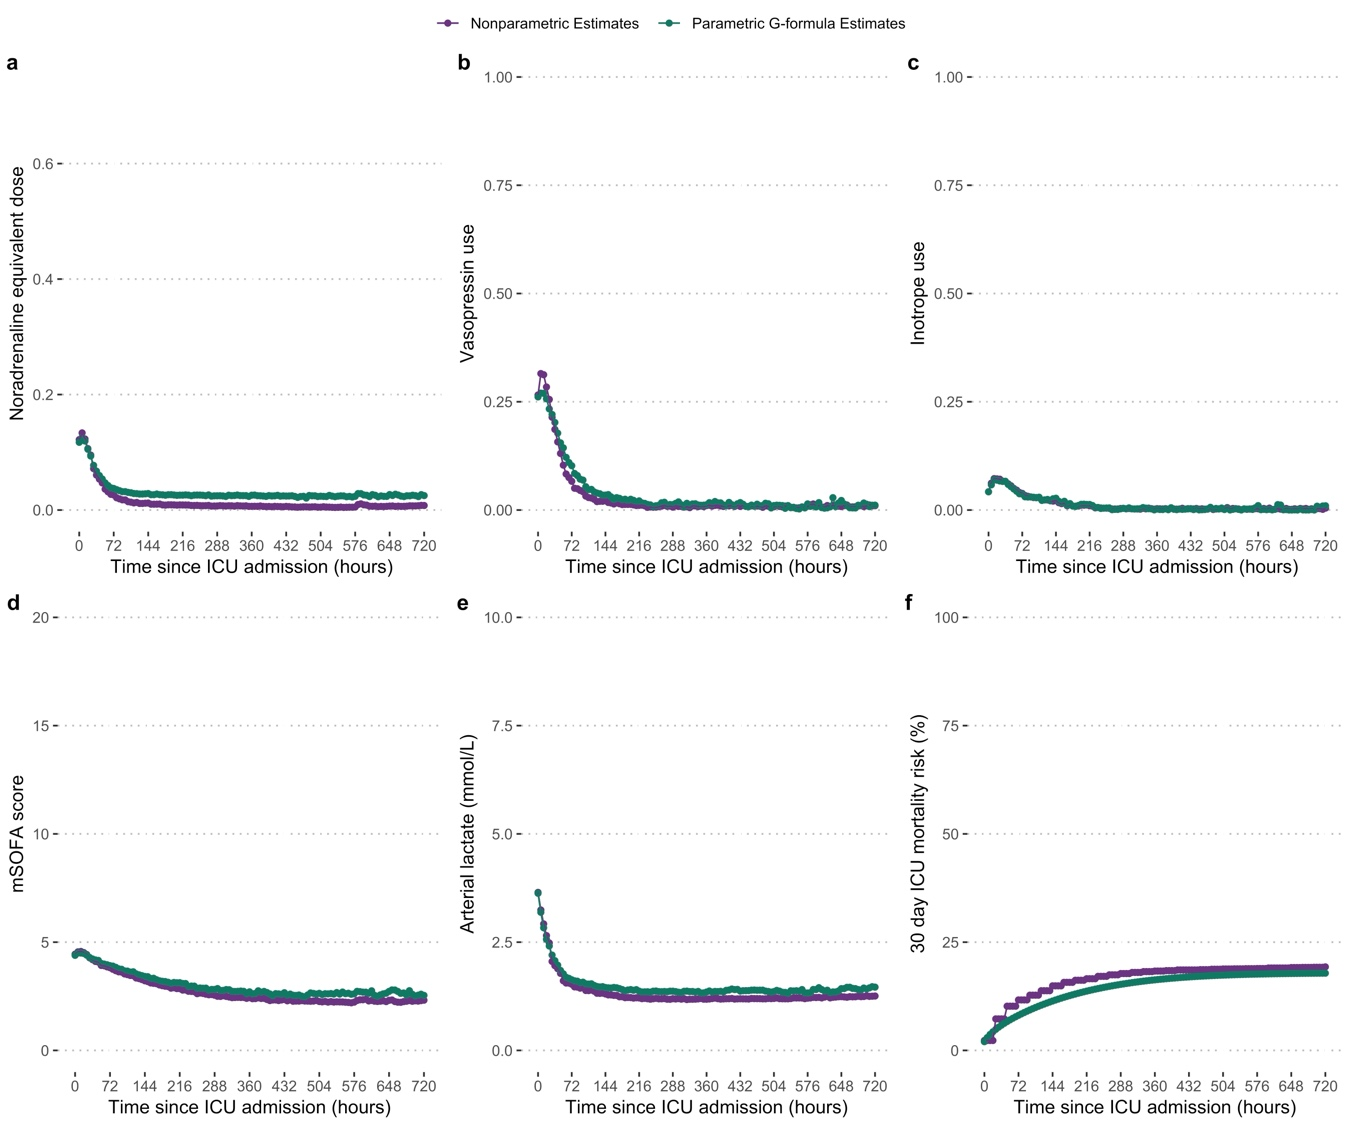 Nonparametric Estimates Parametric G-formula Estimates
a
Noradrenaline equivalent dose
0.6
0.4
0.2
0.0
0 72 144 216 288 360 432 504 576 648 720
Time since ICU admission (hours)
b
Vasopressin use
1.00
0.75
0.50
0.25
0.00
0 72 144 216 288 360 432 504 576 648 720
Time since ICU admission (hours)
c
Inotrope use
1.00
0.75
0.50
0.25
0.00
0 72 144 216 288 360 432 504 576 648 720
Time since ICU admission (hours)
d
mSOFA score
20
15
10
5
0
0 72 144 216 288 360 432 504 576 648 720
Time since ICU admission (hours)
e
Arterial lactate (mmol/L)
10.0
7.5
5.0
2.5
0.0
0 72 144 216 288 360 432 504 576 648 720
Time since ICU admission (hours)
f
30 day ICU mortality risk (%)
100
75
50
25
0
0 72 144 216 288 360 432 504 576 648 720
Time since ICU admission (hours)